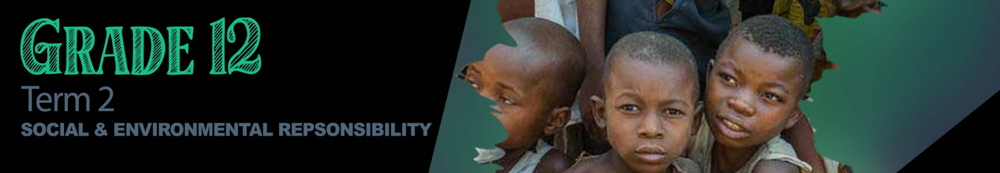 GRADE 12
Term 2
SOCIAL & ENVIRONMENTAL REPSONSIBILITY